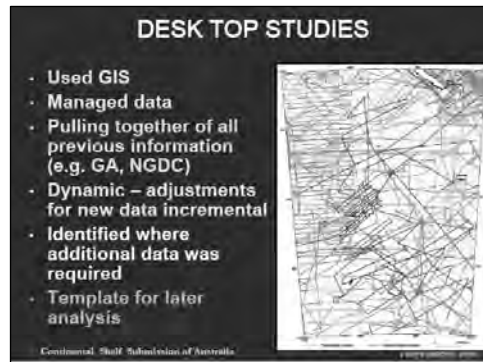 DESK TOP STUDIES
• Used GIS
• Managed data
• Pulling together of all
previous information
(e.g. GA, NGDC)
• Dynamic – adjustments
for new data incremental
• Identified where
additional data was
required
• Template for later
analysis
Continental Shelf Submission of Australia